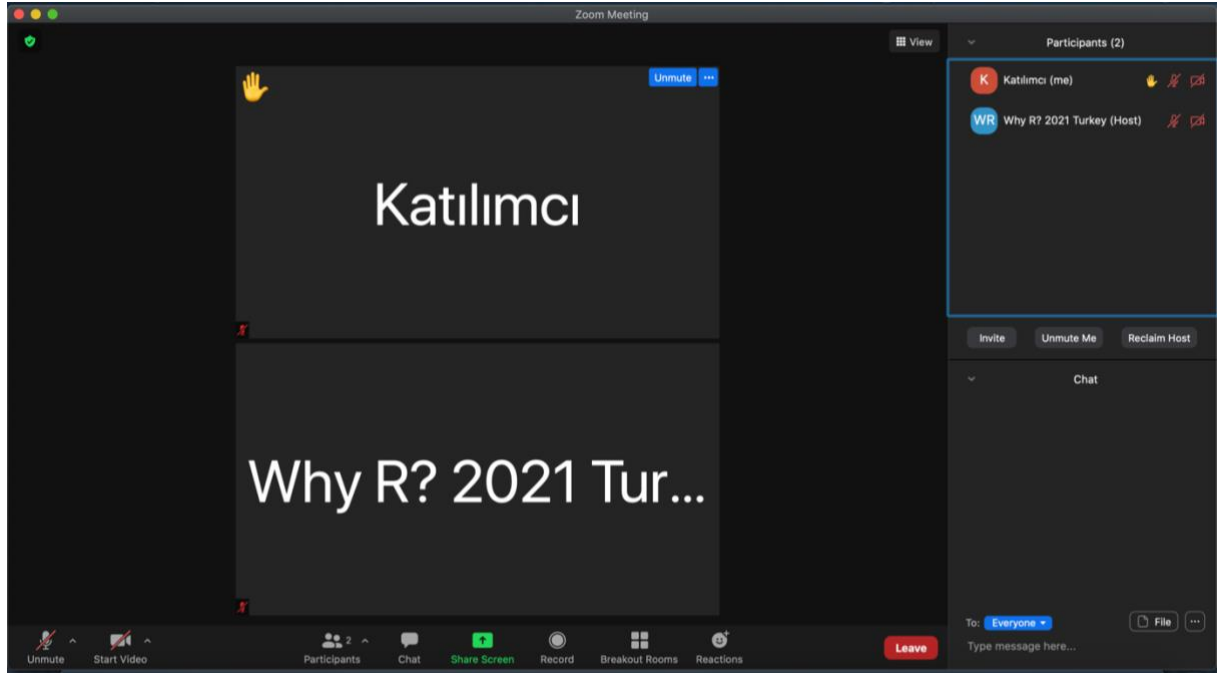 Zoom Meeting
View
Unmute ...
Katılımcı
Why R? 2021 Tur...
Participants (2)
K Katılımcı (me)
WR Why R? 2021 Turkey (Host)
Invite Unmute Me Reclaim Host
Chat
To: Everyone File ...
Type message here...
Unmute Start Video Participants 2 Chat Share Screen Record Breakout Rooms Reactions Leave